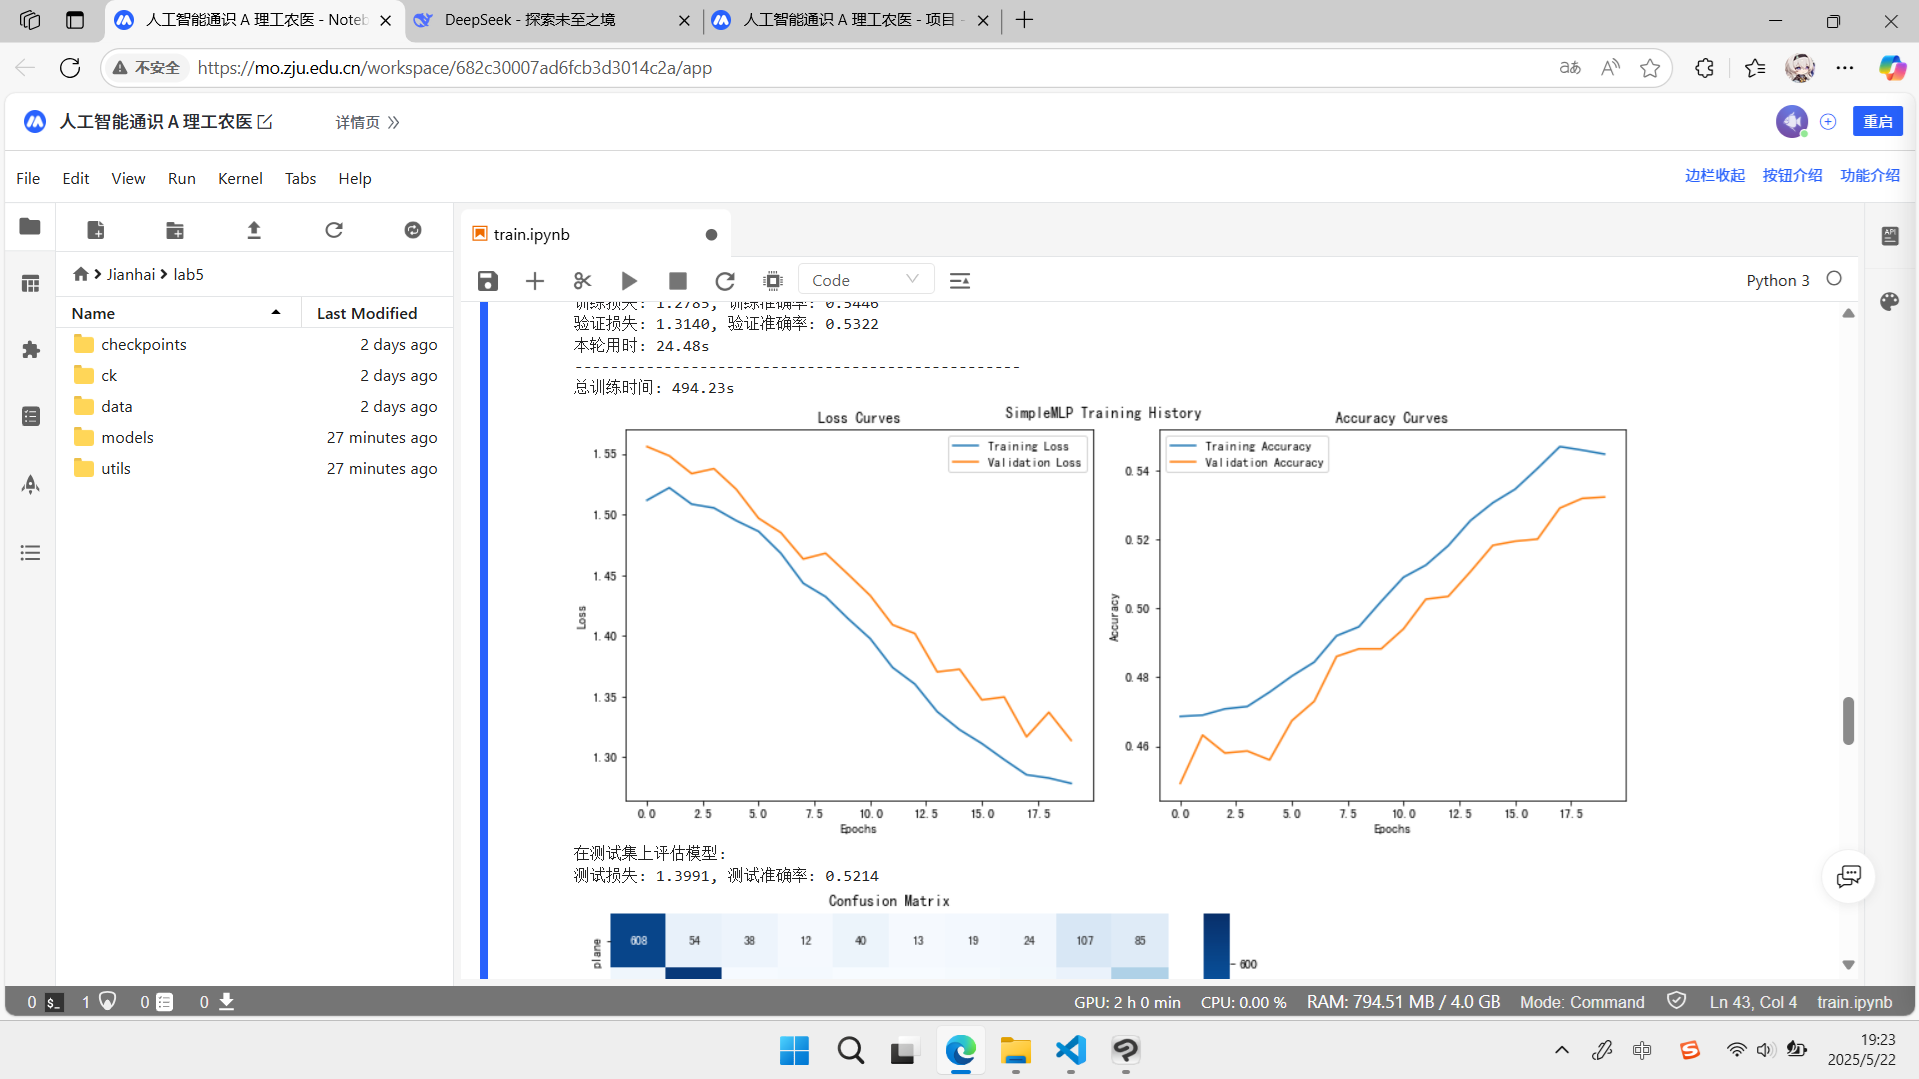 人工智能通识 A 理工农医 - Noteb
DeepSeek - 探索未至之境
人工智能通识 A 理工农医 - 项目 -
不安全
https://mo.zju.edu.cn/workspace/682c30007ad6fcb3d3014c2a/app
人工智能通识 A 理工农医
详情页
重启
File Edit View Run Kernel Tabs Help
边栏收起 按钮介绍 功能介绍
train.ipynb
Jianhai lab5
Code
Python 3
Name Last Modified
checkpoints 2 days ago
ck 2 days ago
data 2 days ago
models 27 minutes ago
utils 27 minutes ago
训练损失: 1.2785, 训练准确率: 0.5446
验证损失: 1.3140, 验证准确率: 0.5322
本轮用时: 24.48s
--------------------------------------------------
总训练时间: 494.23s
SimpleMLP Training History
Loss Curves
Training Loss
Validation Loss
1.55
1.50
1.45
1.40
1.35
1.30
Loss
0.0 2.5 5.0 7.5 10.0 12.5 15.0 17.5
Epochs
Accuracy Curves
Training Accuracy
Validation Accuracy
0.54
0.52
0.50
0.48
0.46
Accuracy
0.0 2.5 5.0 7.5 10.0 12.5 15.0 17.5
Epochs
在测试集上评估模型:
测试损失: 1.3991, 测试准确率: 0.5214
Confusion Matrix
plane
608 54 38 12 40 13 19 24 107 85
600
API
0 1 0 0
GPU: 2 h 0 min CPU: 0.00 % RAM: 794.51 MB / 4.0 GB Mode: Command Ln 43, Col 4 train.ipynb
中
19:23
2025/5/22